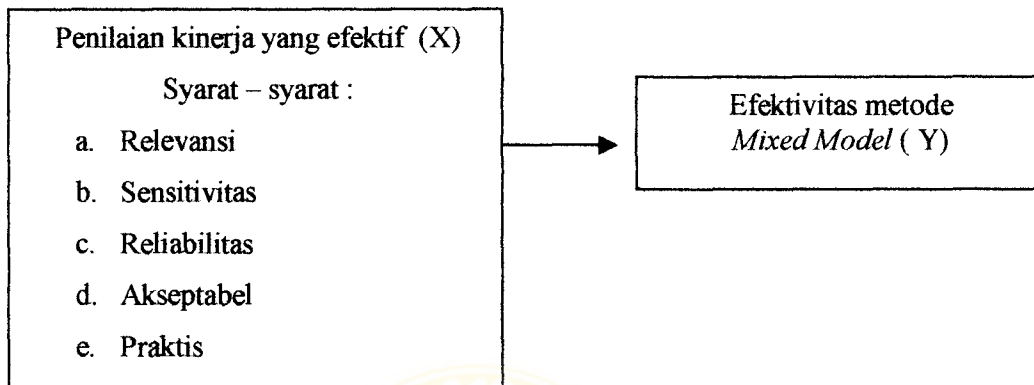 Penilaian kinerja yang efektif (X)
Syarat – syarat :
a. Relevansi
b. Sensitivitas
c. Reliabilitas
d. Akseptabel
e. Praktis
Efektivitas metode
Mixed Model ( Y)